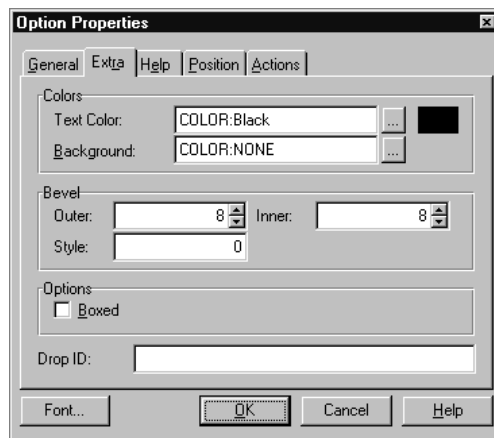 Option Properties
General Extra Help Position Actions
Colors
Text Color: COLOR:Black ...
Background: COLOR:NONE ...
Bevel
Outer: 8 Inner: 8
Style: 0
Options
Boxed
Drop ID:
Font... OK Cancel Help